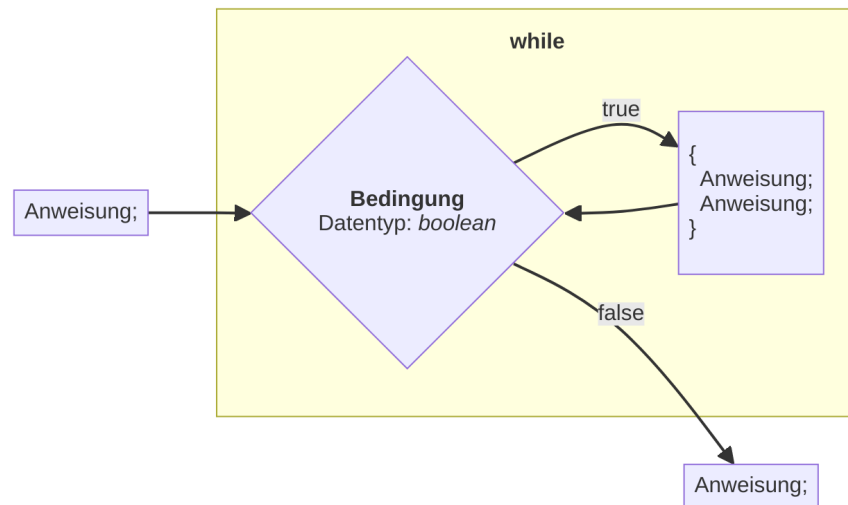 while
Anweisung;
Bedingung
Datentyp: boolean
true
{
Anweisung;
Anweisung;
}
false
Anweisung;